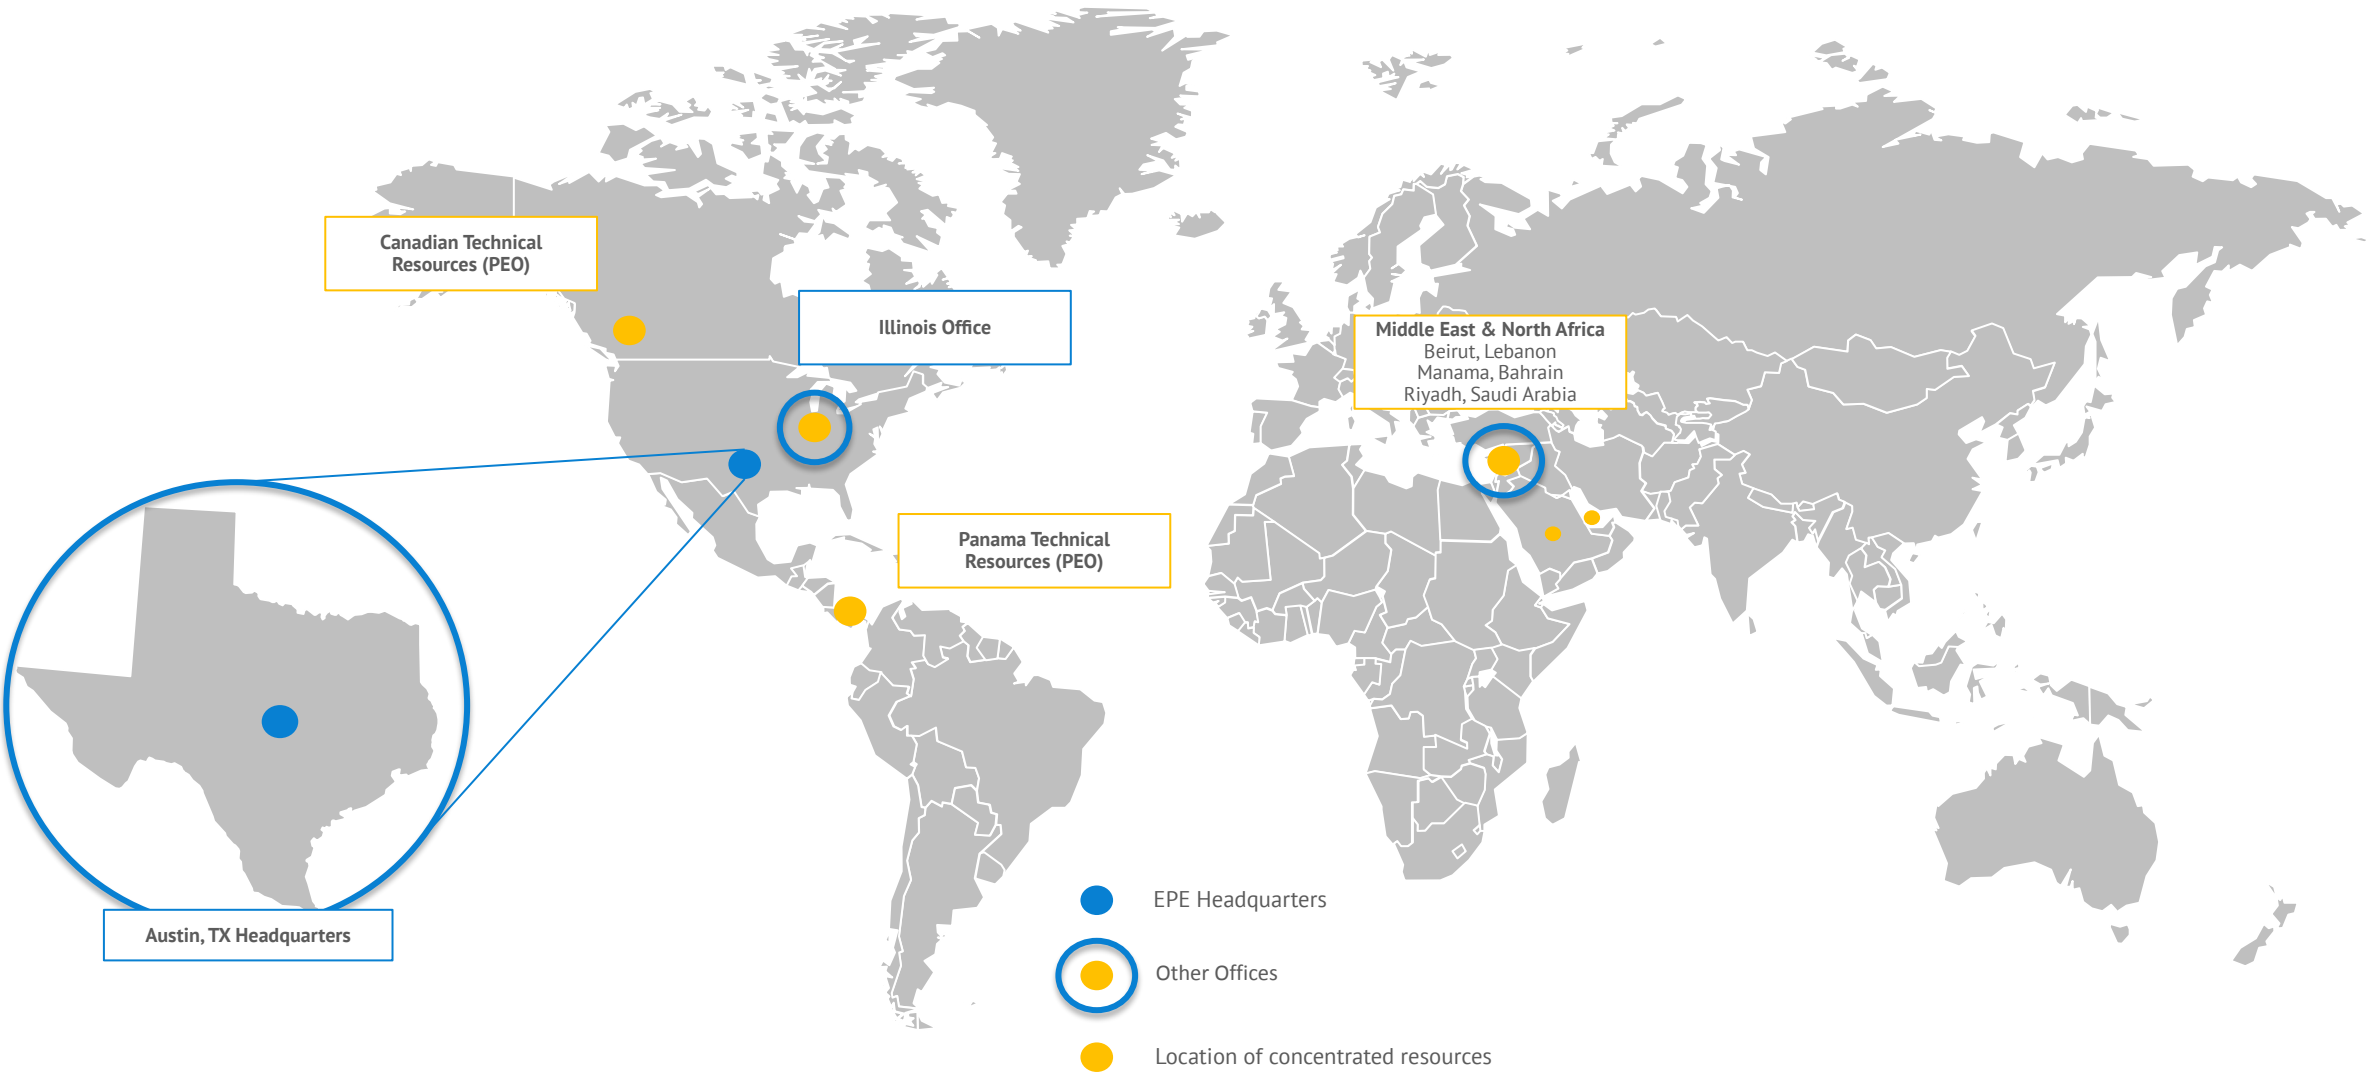 Canadian Technical
Resources (PEO)
Illinois Office
Middle East & North Africa
Beirut, Lebanon
Manama, Bahrain
Riyadh, Saudi Arabia
Panama Technical
Resources (PEO)
Austin, TX Headquarters
EPE Headquarters
Other Offices
Location of concentrated resources